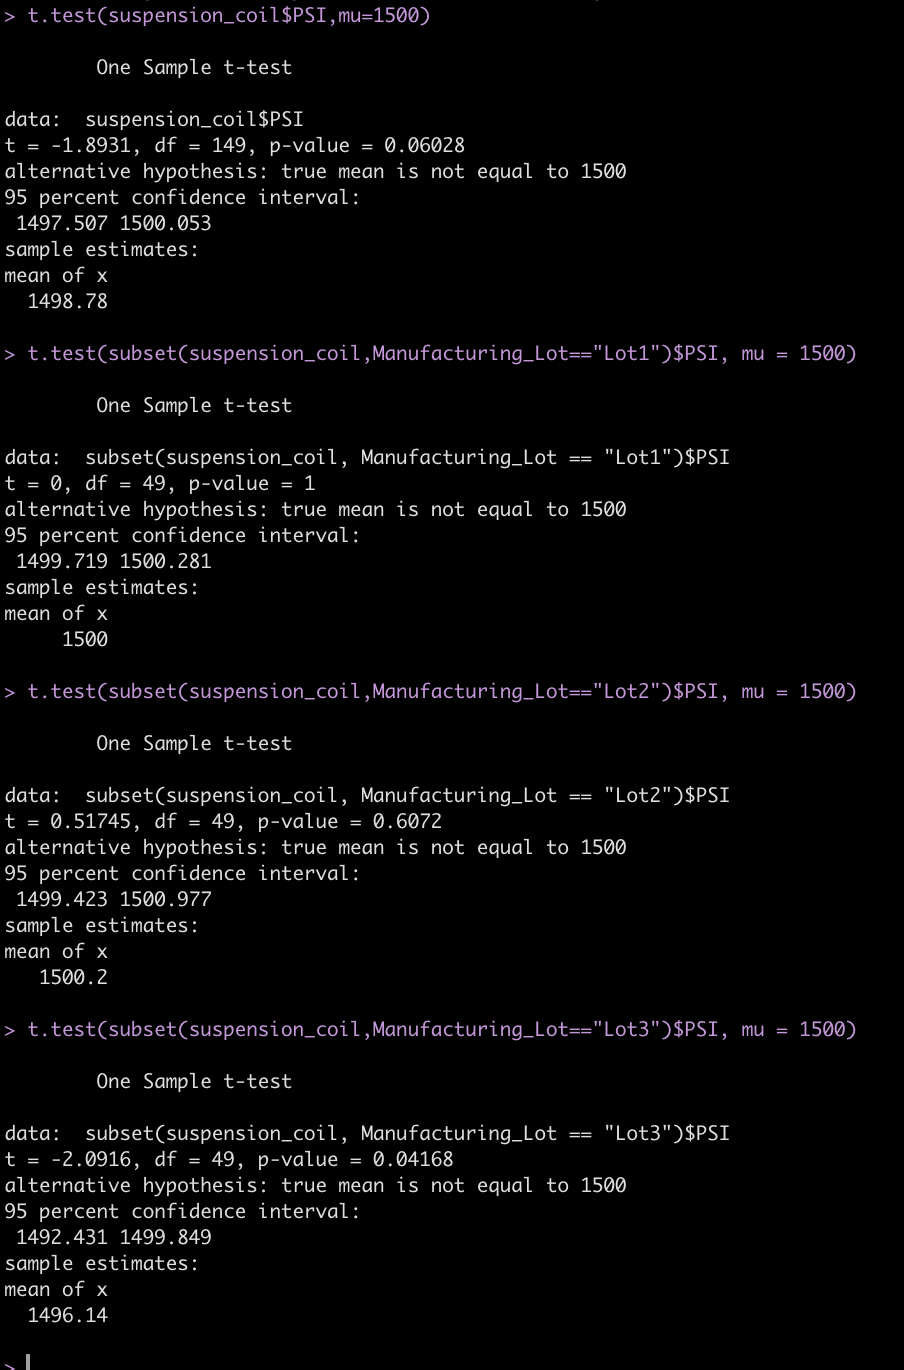 > t.test(suspension_coil$PSI,mu=1500)
One Sample t-test
data:  suspension_coil$PSI
t = -1.8931, df = 149, p-value = 0.06028
alternative hypothesis: true mean is not equal to 1500
95 percent confidence interval:
1497.507 1500.053
sample estimates:
mean of x
1498.78
> t.test(subset(suspension_coil,Manufacturing_Lot=="Lot1")$PSI, mu = 1500)
One Sample t-test
data:  subset(suspension_coil, Manufacturing_Lot == "Lot1")$PSI
t = 0, df = 49, p-value = 1
alternative hypothesis: true mean is not equal to 1500
95 percent confidence interval:
1499.719 1500.281
sample estimates:
mean of x
1500
> t.test(subset(suspension_coil,Manufacturing_Lot=="Lot2")$PSI, mu = 1500)
One Sample t-test
data:  subset(suspension_coil, Manufacturing_Lot == "Lot2")$PSI
t = 0.51745, df = 49, p-value = 0.6072
alternative hypothesis: true mean is not equal to 1500
95 percent confidence interval:
1499.423 1500.977
sample estimates:
mean of x
1500.2
> t.test(subset(suspension_coil,Manufacturing_Lot=="Lot3")$PSI, mu = 1500)
One Sample t-test
data:  subset(suspension_coil, Manufacturing_Lot == "Lot3")$PSI
t = -2.0916, df = 49, p-value = 0.04168
alternative hypothesis: true mean is not equal to 1500
95 percent confidence interval:
1492.431 1499.849
sample estimates:
mean of x
1496.14
>